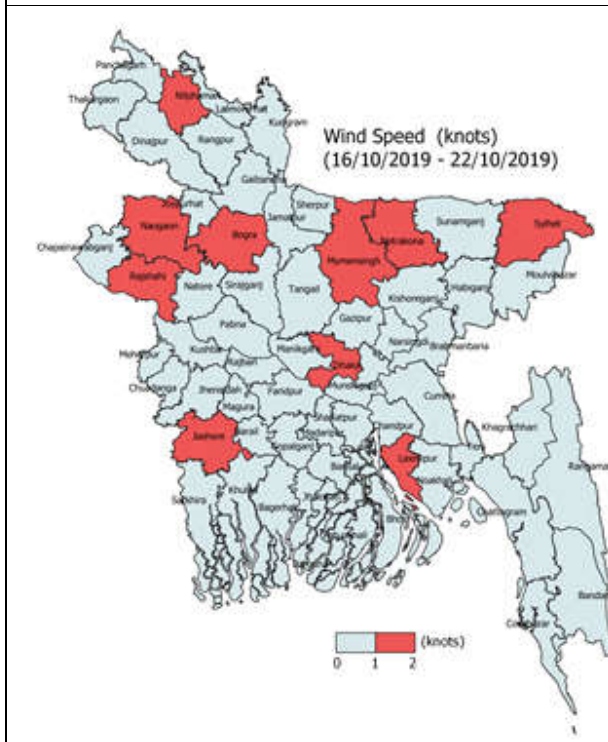 Panchagarh
Nilphamari
Thakurgaon
Lalmonirhat
Kurigram
Dinajpur
Rangpur
Wind Speed (knots)
(16/10/2019 - 22/10/2019)
Gaibandha
Sherpur
Joypurhat
Jamalpur
Naogaon
Bogra
Netrakona
Sunamganj
Sylhet
Chapainawabganj
Mymensingh
Moulvibazar
Rajshahi
Natore
Sirajganj
Tangail
Kishoreganj
Habiganj
Gazipur
Pabna
Narsingdi
Meherpur
Kushtia
Manikganj
Brahmanbaria
Rajbari
Dhaka
Chuadanga
Jhenaidah
Faridpur
Munshiganj
Cumilla
Magura
Shariatpur
Chandpur
Khagrachhari
Jashore
Narail
Madaripur
Gopalganj
Feni
Laxmipur
Rangamati
Barisal
Noakhali
Satkhira
Khulna
Bagerhat
Chattogram
Bhola
Bandarban
(knots)
0 1 2